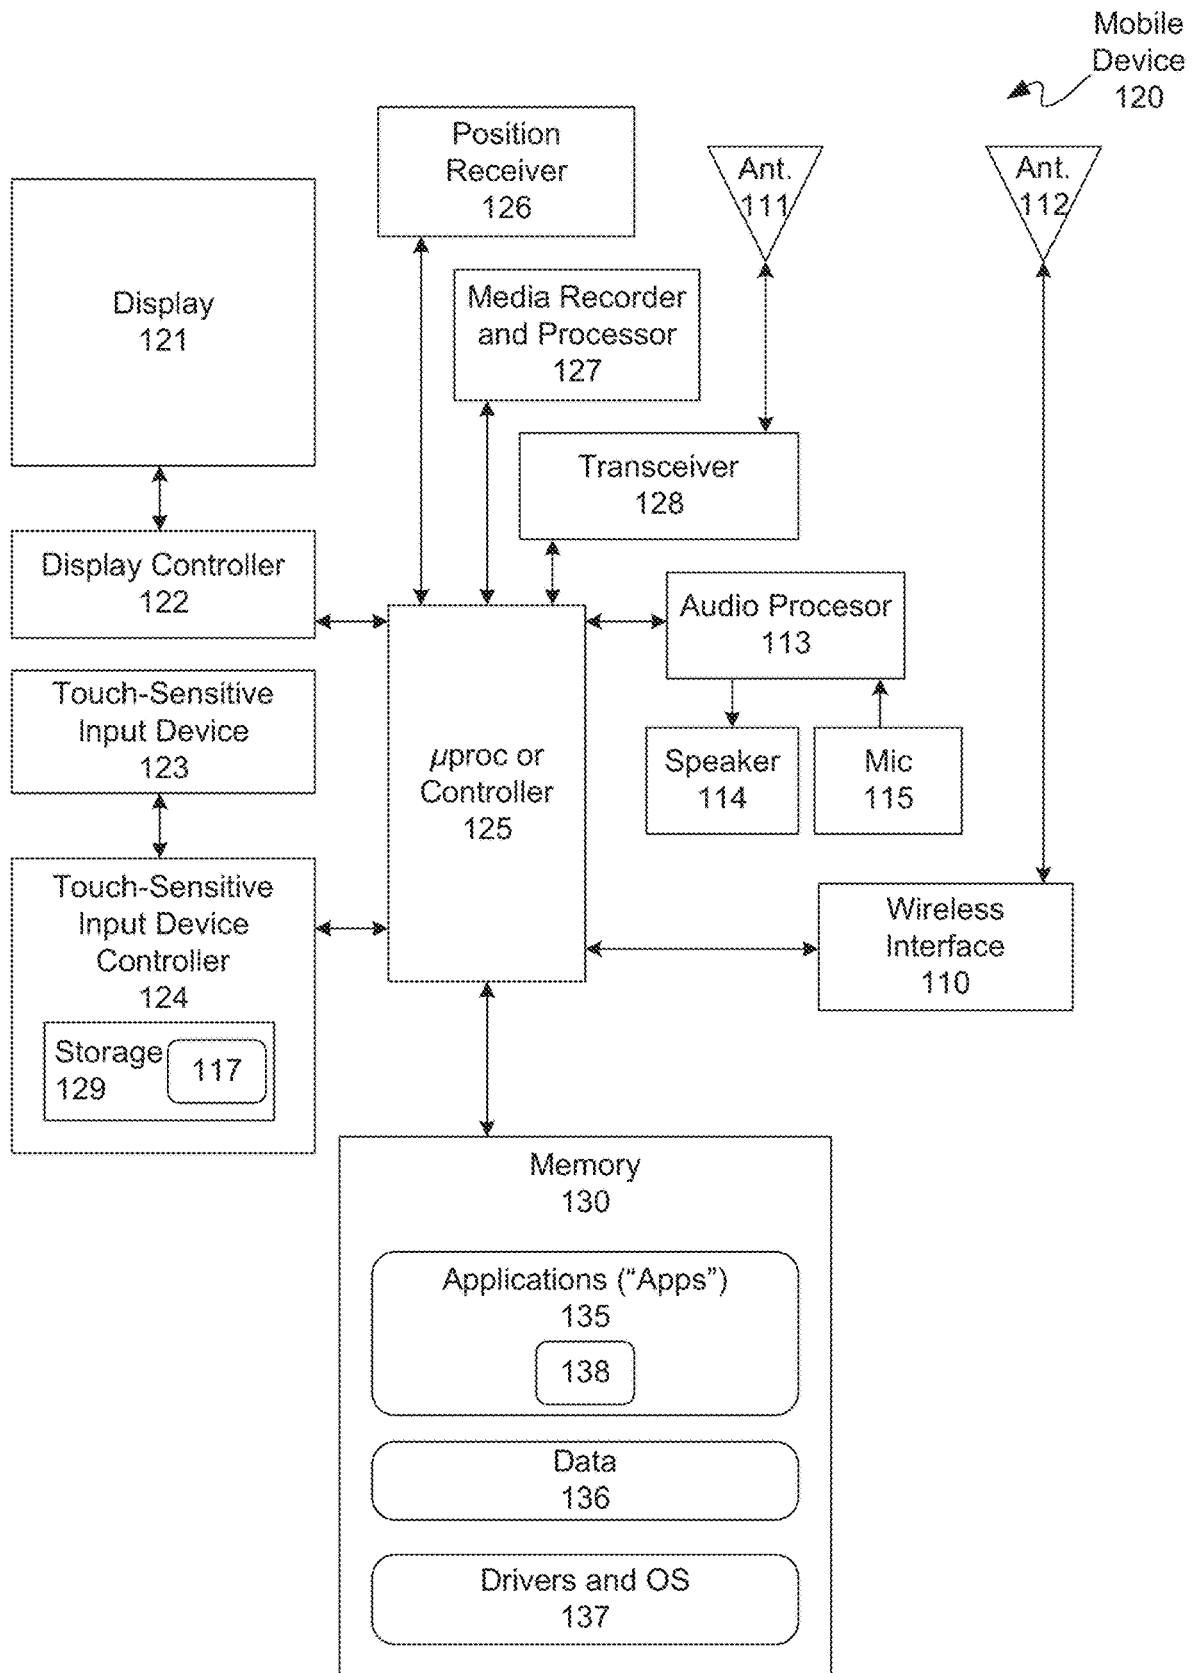 Mobile
Device
120
Position
Receiver
126
Ant.
111
Ant.
112
Display
121
Media Recorder
and Processor
127
Transceiver
128
Display Controller
122
Audio Procesor
113
Touch-Sensitive
Input Device
123
Speaker
114
Mic
115
µproc or
Controller
125
Touch-Sensitive
Input Device
Controller
124
Storage
129
117
Wireless
Interface
110
Memory
130
Applications (“Apps”)
135
138
Data
136
Drivers and OS
137